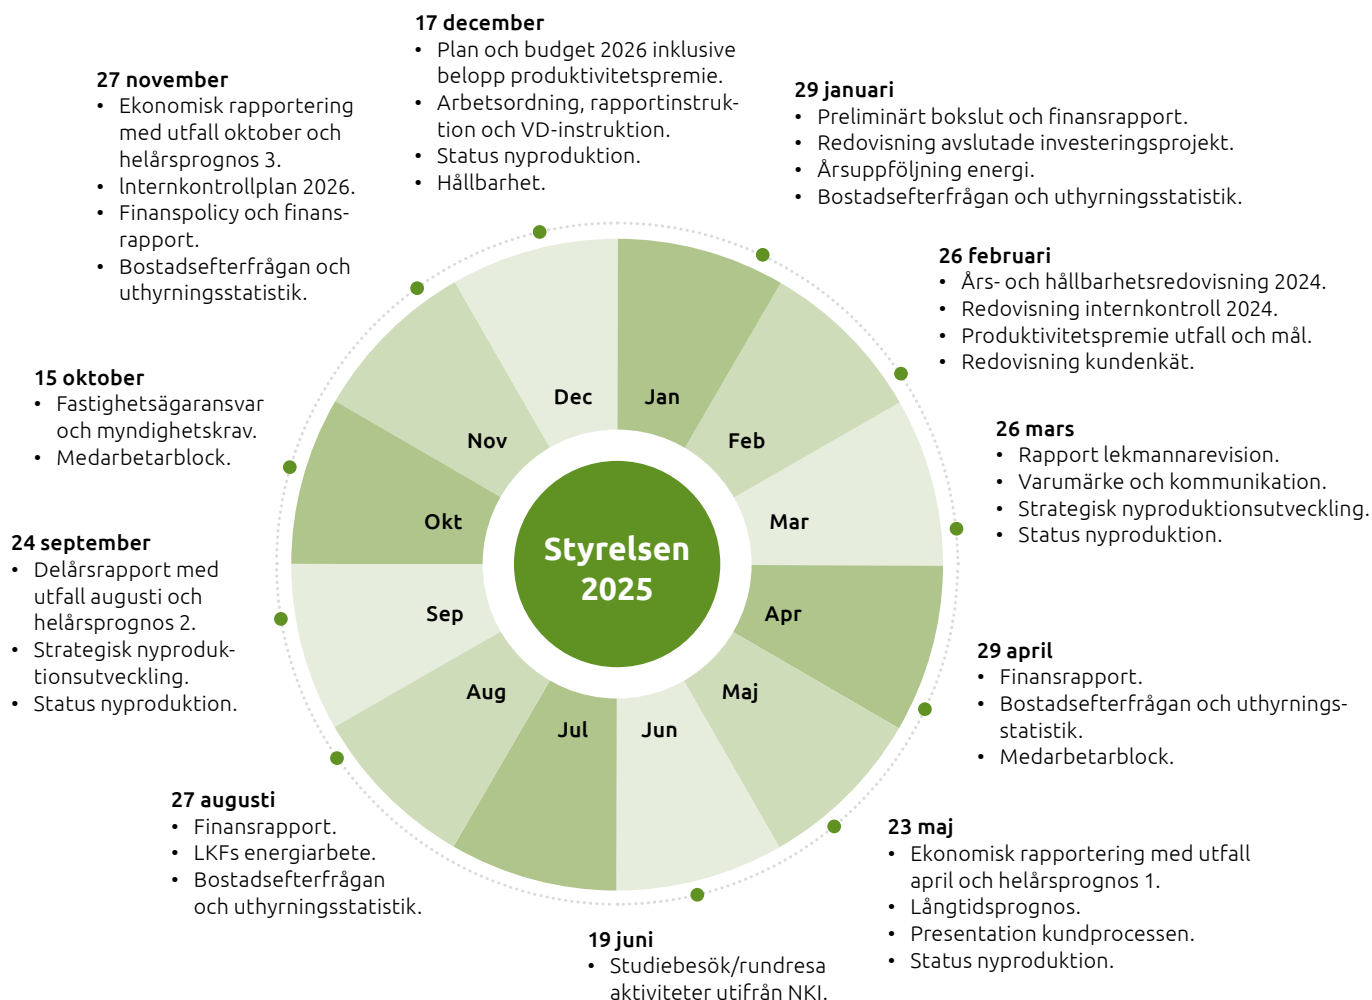 17 december
• Plan och budget 2026 inklusive
belopp produktivitetspremie.
• Arbetsordning, rapportinstruk-
tion och VD-instruktion.
• Status nyproduktion.
• Hållbarhet.
29 januari
• Preliminärt bokslut och finansrapport.
• Redovisning avslutade investeringsprojekt.
• Årsuppföljning energi.
• Bostadsefterfrågan och uthyrningsstatistik.
26 februari
• Års- och hållbarhetsredovisning 2024.
• Redovisning internkontroll 2024.
• Produktivitetspremie utfall och mål.
• Redovisning kundenkät.
26 mars
• Rapport lekmannarevision.
• Varumärke och kommunikation.
• Strategisk nyproduktionsutveckling.
• Status nyproduktion.
29 april
• Finansrapport.
• Bostadsefterfrågan och uthyrnings-
statistik.
• Medarbetarblock.
23 maj
• Ekonomisk rapportering med utfall
april och helårsprognos 1.
• Långtidsprognos.
• Presentation kundprocessen.
• Status nyproduktion.
19 juni
• Studiebesök/rundresa
aktiviteter utifrån NKI.
27 augusti
• Finansrapport.
• LKFs energiarbete.
• Bostadsefterfrågan
och uthyrningsstatistik.
24 september
• Delårsrapport med
utfall augusti och
helårsprognos 2.
• Strategisk nyproduk-
tionsutveckling.
• Status nyproduktion.
15 oktober
• Fastighetsägaransvar
och myndighetskrav.
• Medarbetarblock.
27 november
• Ekonomisk rapportering
med utfall oktober och
helårsprognos 3.
• lnternkontrollplan 2026.
• Finanspolicy och finans-
rapport.
• Bostadsefterfrågan och
uthyrningsstatistik.
Jan
Feb
Mar
Apr
Maj
Jun
Jul
Aug
Sep
Okt
Nov
Dec
Styrelsen
2025